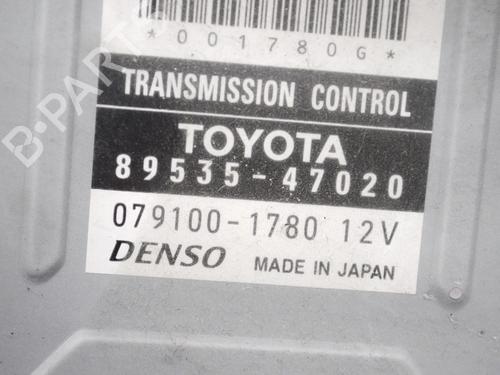 *001780G*
TRANSMISSION CONTROL
TOYOTA
89535-47020
079100-1780 12V
DENSO MADE IN JAPAN
B-PARTS